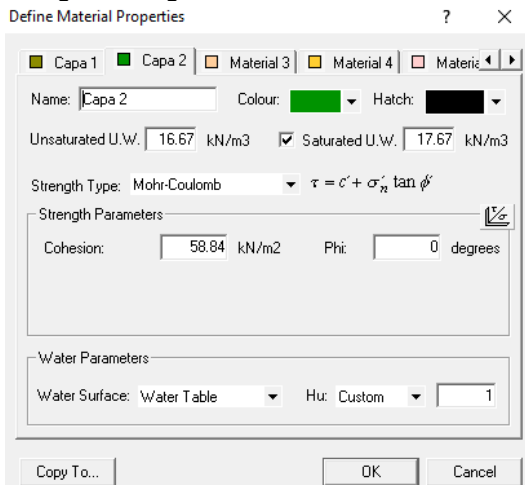 Define Material Properties ? ×
Capa 1 Capa 2 Material 3 Material 4 Materia
Name: Capa 2 Colour: Hatch:
Unsaturated U.W. 16.67 kN/m3 Saturated U.W. 17.67 kN/m3
Strength Type: Mohr-Coulomb τ = c′ + σ′n tan ϕ′
Strength Parameters τ/σ
Cohesion: 58.84 kN/m2 Phi: 0 degrees
Water Parameters
Water Surface: Water Table Hu: Custom 1
Copy To... OK Cancel